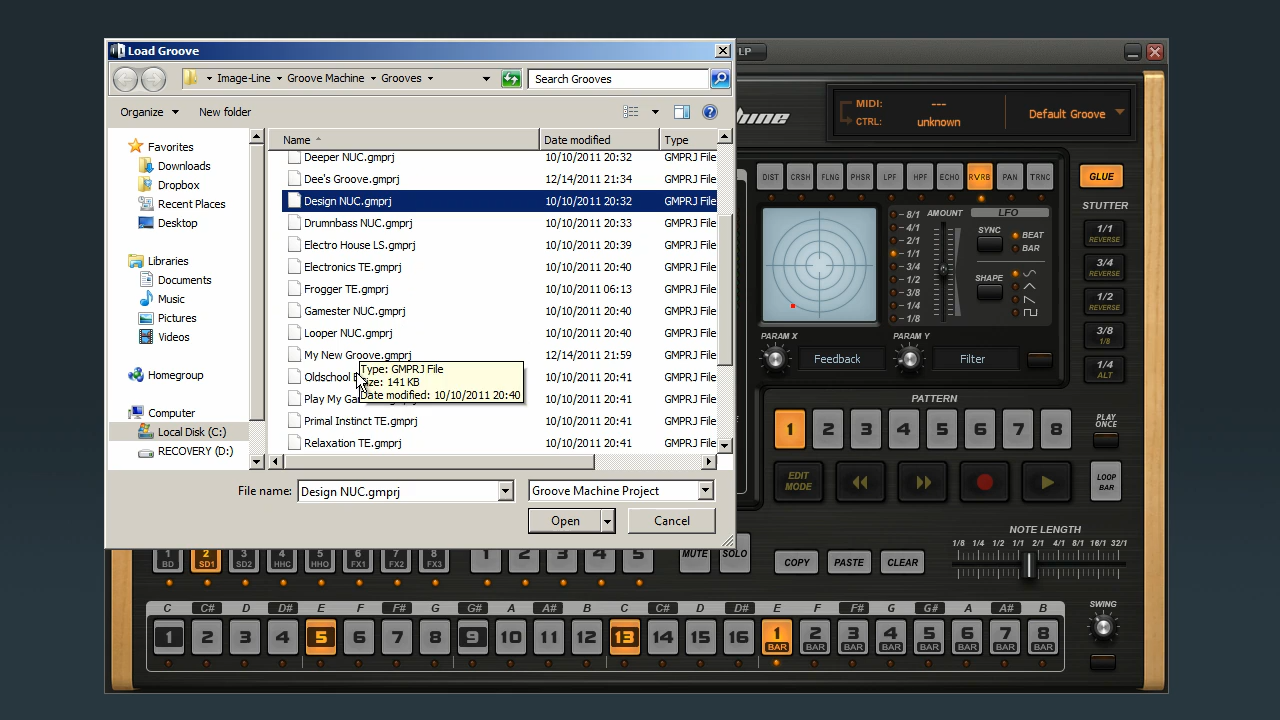 Load Groove
LP
Image-Line Groove Machine Grooves
Search Grooves
Organize New folder
Name Date modified Type
Favorites
Downloads
Dropbox
Recent Places
Desktop
Libraries
Documents
Music
Pictures
Videos
Homegroup
Computer
Local Disk (C:)
RECOVERY (D:)
Deeper NUC.gmprj 10/10/2011 20:32 GMPRJ File
Dee's Groove.gmprj 12/14/2011 21:34 GMPRJ File
Design NUC.gmprj 10/10/2011 20:32 GMPRJ File
Drumnbass NUC.gmprj 10/10/2011 20:33 GMPRJ File
Electro House LS.gmprj 10/10/2011 20:39 GMPRJ File
Electronics TE.gmprj 10/10/2011 20:40 GMPRJ File
Frogger TE.gmprj 10/10/2011 06:13 GMPRJ File
Gamester NUC.gmprj 10/10/2011 20:40 GMPRJ File
Looper NUC.gmprj 10/10/2011 20:40 GMPRJ File
My New Groove.gmprj 12/14/2011 21:59 GMPRJ File
Oldschool 10/10/2011 20:41 GMPRJ File
Play My Ga 10/10/2011 20:41 GMPRJ File
Primal Instinct TE.gmprj 10/10/2011 20:41 GMPRJ File
Relaxation TE.gmprj 10/10/2011 20:41 GMPRJ File
Type: GMPRJ File
Size: 141 KB
Date modified: 10/10/2011 20:40
File name: Design NUC.gmprj Groove Machine Project
Open Cancel
hine
MIDI: ---
CTRL: unknown
Default Groove
DIST CRSH FLNG PHSR LPF HPF ECHO RVRB PAN TRNC
GLUE
STUTTER
1/1 REVERSE
3/4 REVERSE
1/2 REVERSE
3/8 1/8
1/4 ALT
8/1
4/1
2/1
1/1
3/4
1/2
3/8
1/4
1/8
AMOUNT
LFO
SYNC
BEAT
BAR
SHAPE
PARAM X
Feedback
PARAM Y
Filter
PATTERN
1 2 3 4 5 6 7 8
PLAY ONCE
EDIT MODE
LOOP BAR
NOTE LENGTH
1/8 1/4 1/2 1/1 2/1 4/1 8/1 16/1 32/1
1 BD 2 SD1 3 SD2 4 HHC 5 HHO 6 FX1 7 FX2 8 FX3
1 2 3 4 5
MUTE SOLO
COPY PASTE CLEAR
C C# D D# E F F# G G# A A# B C C# D D# E F F# G G# A A# B
1 2 3 4 5 6 7 8 9 10 11 12 13 14 15 16 1 BAR 2 BAR 3 BAR 4 BAR 5 BAR 6 BAR 7 BAR 8 BAR
SWING